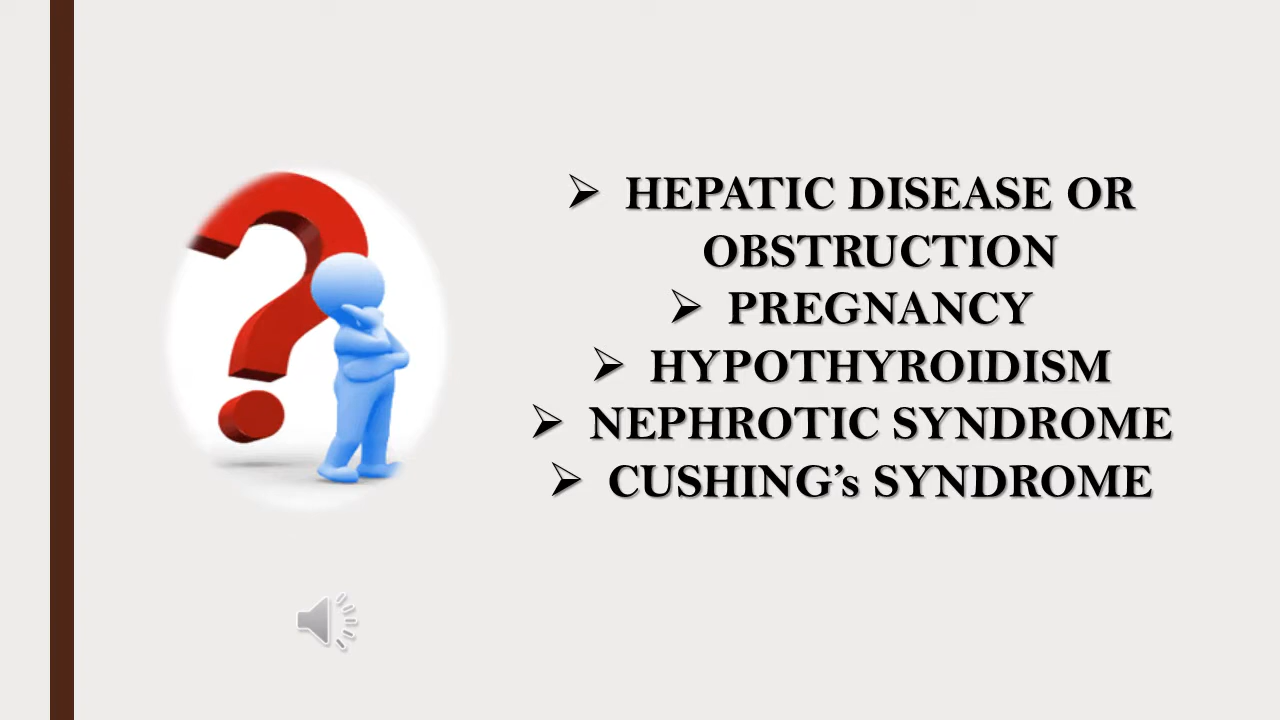 ➢ HEPATIC DISEASE OR
OBSTRUCTION
➢ PREGNANCY
➢ HYPOTHYROIDISM
➢ NEPHROTIC SYNDROME
➢ CUSHING’s SYNDROME